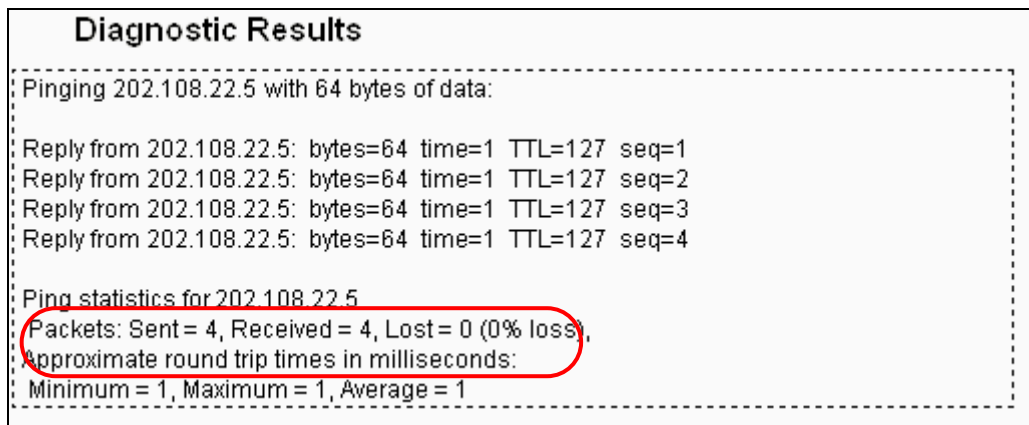 Diagnostic Results
Pinging 202.108.22.5 with 64 bytes of data:
Reply from 202.108.22.5: bytes=64 time=1 TTL=127 seq=1
Reply from 202.108.22.5: bytes=64 time=1 TTL=127 seq=2
Reply from 202.108.22.5: bytes=64 time=1 TTL=127 seq=3
Reply from 202.108.22.5: bytes=64 time=1 TTL=127 seq=4
Ping statistics for 202.108.22.5
Packets: Sent = 4, Received = 4, Lost = 0 (0% loss),
Approximate round trip times in milliseconds:
Minimum = 1, Maximum = 1, Average = 1